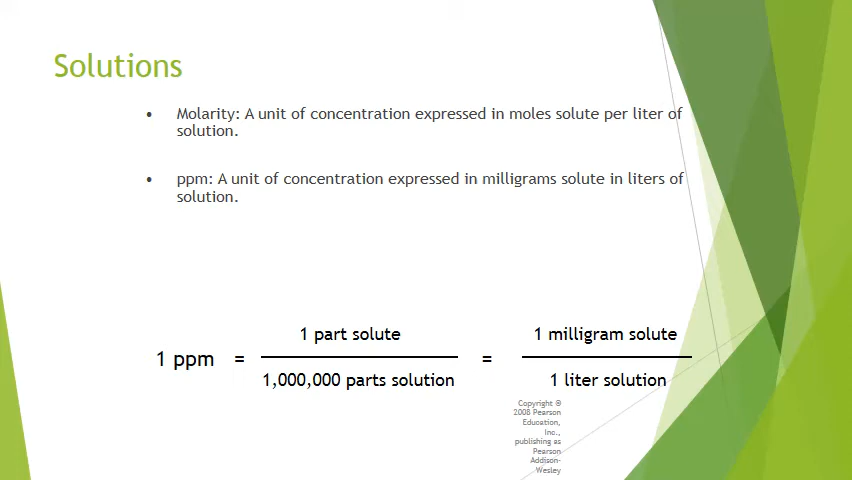 Solutions
• Molarity: A unit of concentration expressed in moles solute per liter of
solution.
• ppm: A unit of concentration expressed in milligrams solute in liters of
solution.
1 ppm = 1 part solute = 1 milligram solute
1,000,000 parts solution 1 liter solution
Copyright ©
2008 Pearson
Education,
Inc.,
publishing as
Pearson
Addison-
Wesley